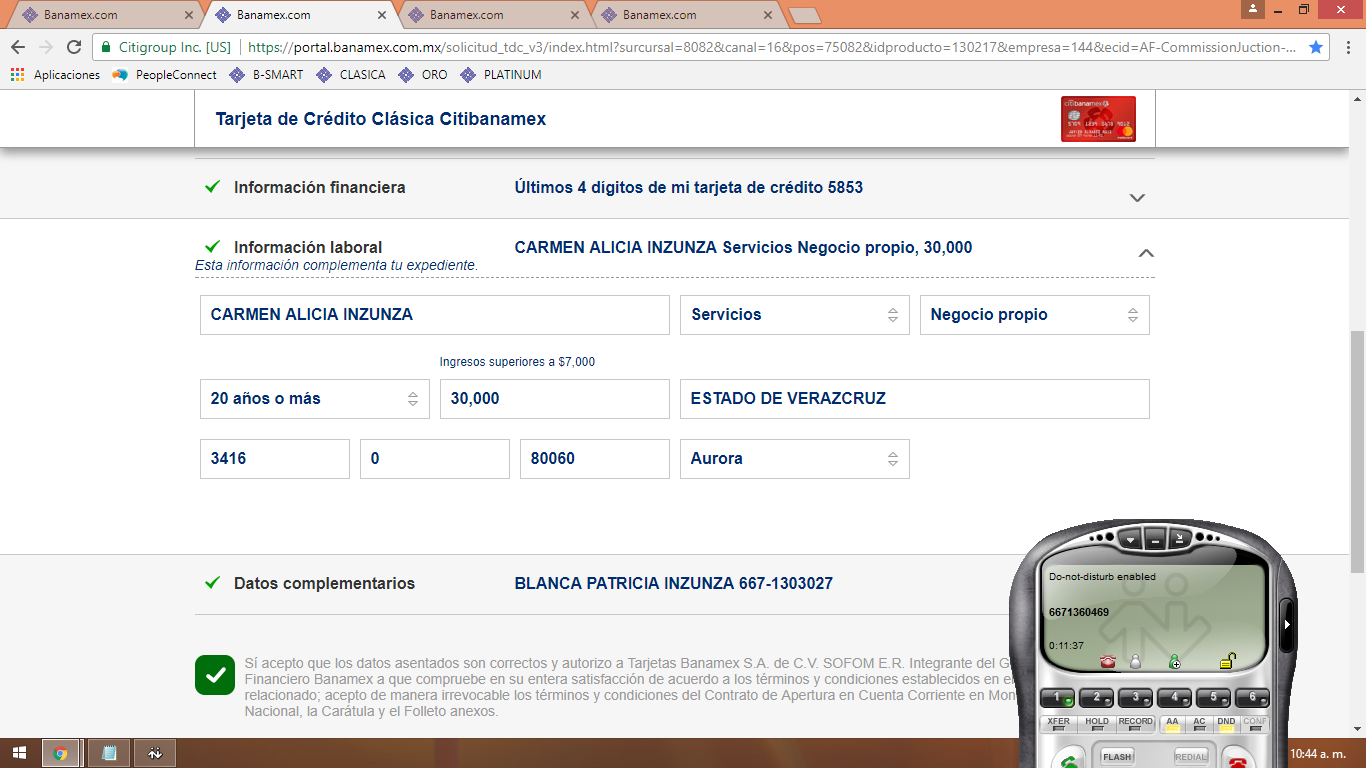 Banamex.com
Banamex.com
Banamex.com
Banamex.com
Citigroup Inc. [US] https://portal.banamex.com.mx/solicitud_tdc_v3/index.html?surcursal=8082&canal=16&pos=75082&idproducto=130217&empresa=144&ecid=AF-CommissionJuction-...
Aplicaciones PeopleConnect B-SMART CLASICA ORO PLATINUM
Tarjeta de Crédito Clásica Citibanamex
citibanamex
Información financiera Últimos 4 dígitos de mi tarjeta de crédito 5853
Información laboral CARMEN ALICIA INZUNZA Servicios Negocio propio, 30,000
Esta información complementa tu expediente.
CARMEN ALICIA INZUNZA Servicios Negocio propio
Ingresos superiores a $7,000
20 años o más 30,000 ESTADO DE VERAZCRUZ
3416 0 80060 Aurora
Datos complementarios BLANCA PATRICIA INZUNZA 667-1303027
Sí acepto que los datos asentados son correctos y autorizo a Tarjetas Banamex S.A. de C.V. SOFOM E.R. Integrante del G
Financiero Banamex a que compruebe en su entera satisfacción de acuerdo a los términos y condiciones establecidos en el
relacionado; acepto de manera irrevocable los términos y condiciones del Contrato de Apertura en Cuenta Corriente en Mon
Nacional, la Carátula y el Folleto anexos.
Do-not-disturb enabled
6671360469
0:11:37
1 2 3 4 5 6
XFER HOLD RECORD AA AC DND CONF
FLASH REDIAL
10:44 a. m.